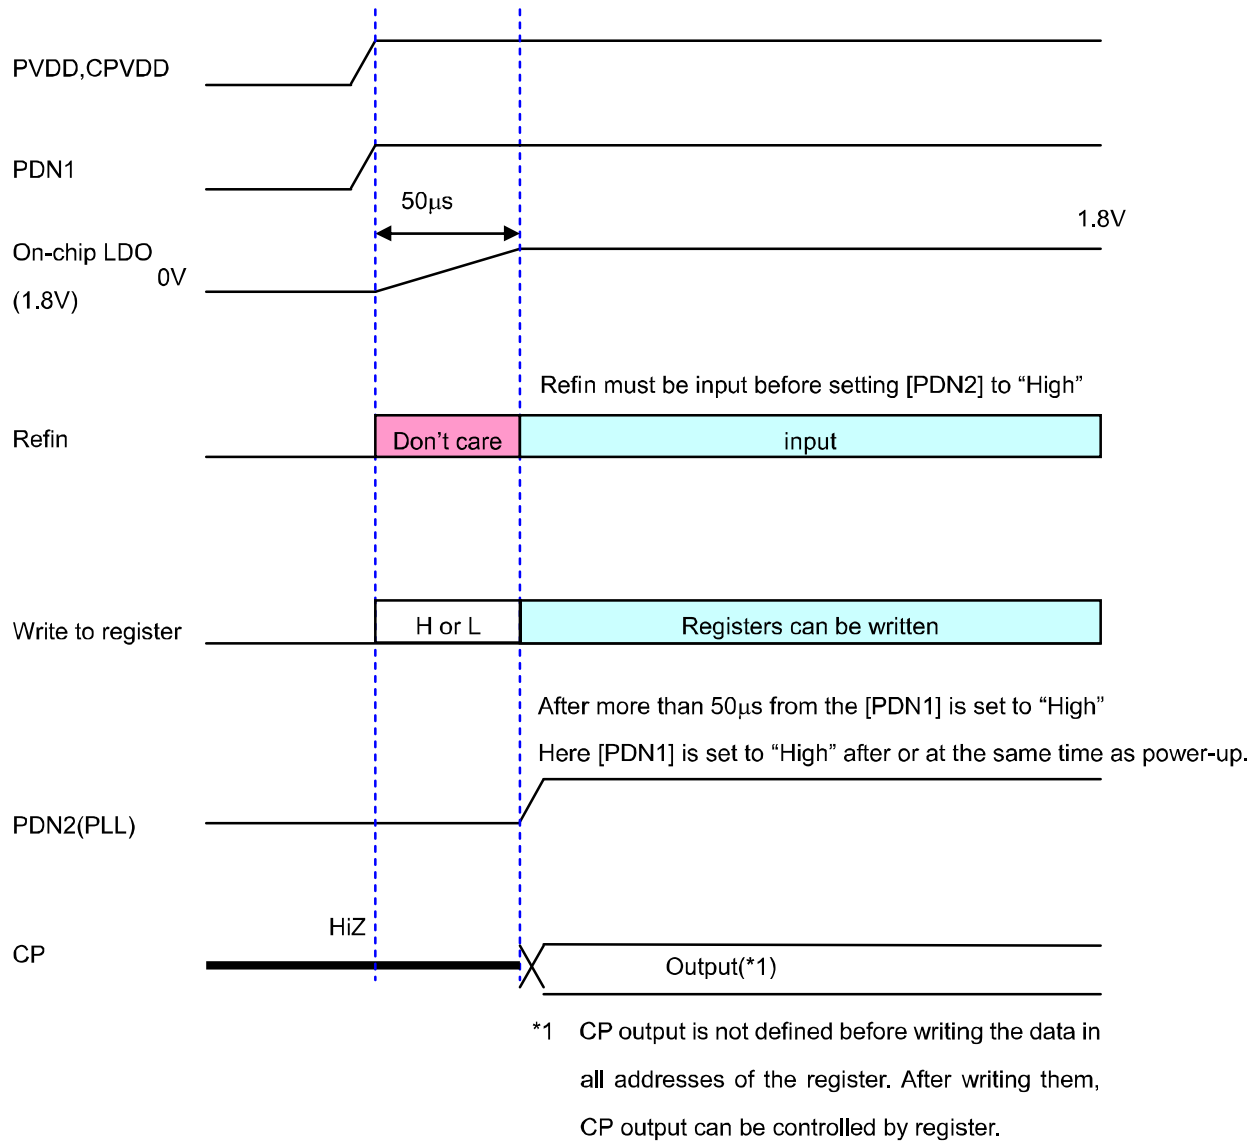 PVDD,CPVDD
PDN1
50μs
1.8V
On-chip LDO
0V
(1.8V)
Refin must be input before setting [PDN2] to “High”
Refin
Don’t care
input
Write to register
H or L
Registers can be written
After more than 50μs from the [PDN1] is set to “High”
Here [PDN1] is set to “High” after or at the same time as power-up.
PDN2(PLL)
HiZ
CP
Output(*1)
*1 CP output is not defined before writing the data in
all addresses of the register. After writing them,
CP output can be controlled by register.